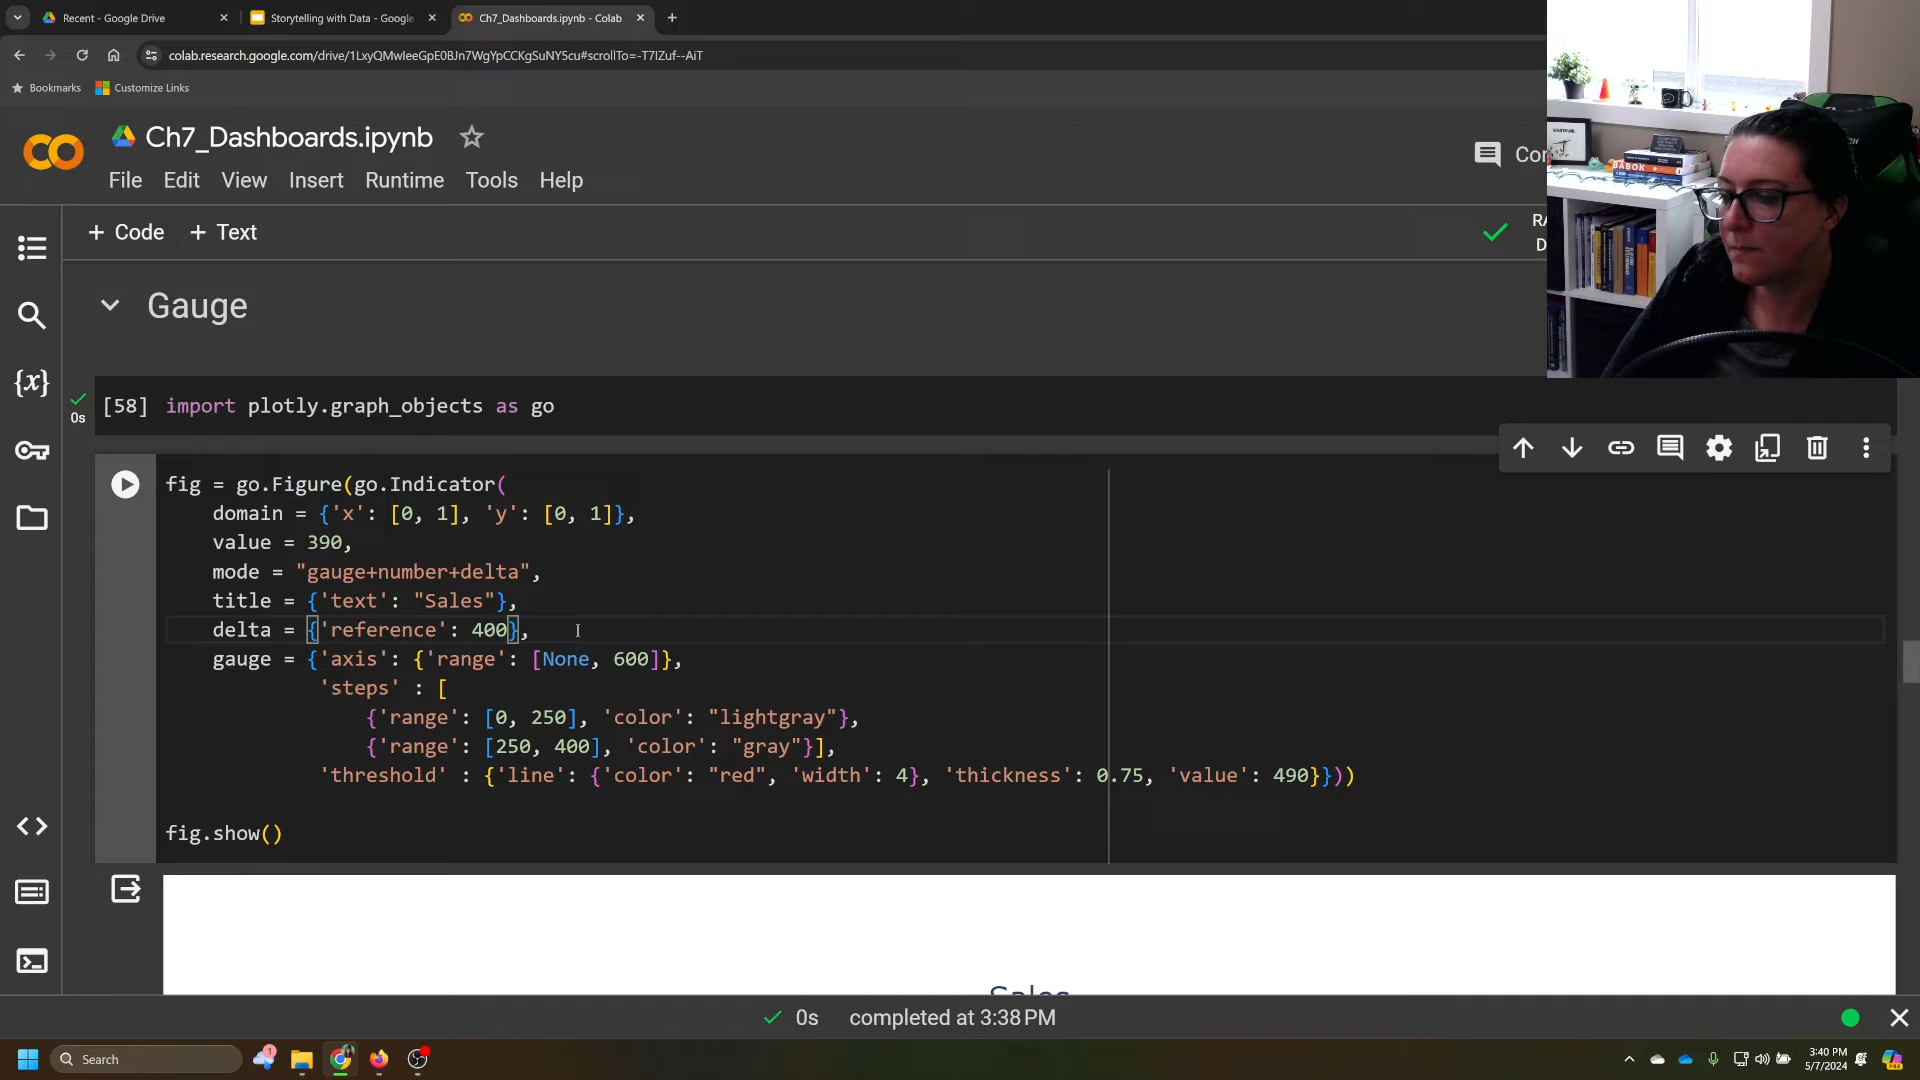 Recent - Google Drive
Storytelling with Data - Google
Ch7_Dashboards.ipynb - Colab
colab.research.google.com/drive/1LxyQMwIeeGpE0BJn7WgYpCCKgSuNY5cu#scrollTo=-T7IZuf--AiT
Bookmarks
Customize Links
Ch7_Dashboards.ipynb
File Edit View Insert Runtime Tools Help
+ Code + Text
Gauge
0s
[58] import plotly.graph_objects as go
fig = go.Figure(go.Indicator(
domain = {'x': [0, 1], 'y': [0, 1]},
value = 390,
mode = "gauge+number+delta",
title = {'text': "Sales"},
delta = {'reference': 400},
gauge = {'axis': {'range': [None, 600]},
'steps' : [
{'range': [0, 250], 'color': "lightgray"},
{'range': [250, 400], 'color': "gray"}],
'threshold' : {'line': {'color': "red", 'width': 4}, 'thickness': 0.75, 'value': 490}}))
fig.show()
Sales
0s completed at 3:38 PM
Search
3:40 PM
5/7/2024
BABOK